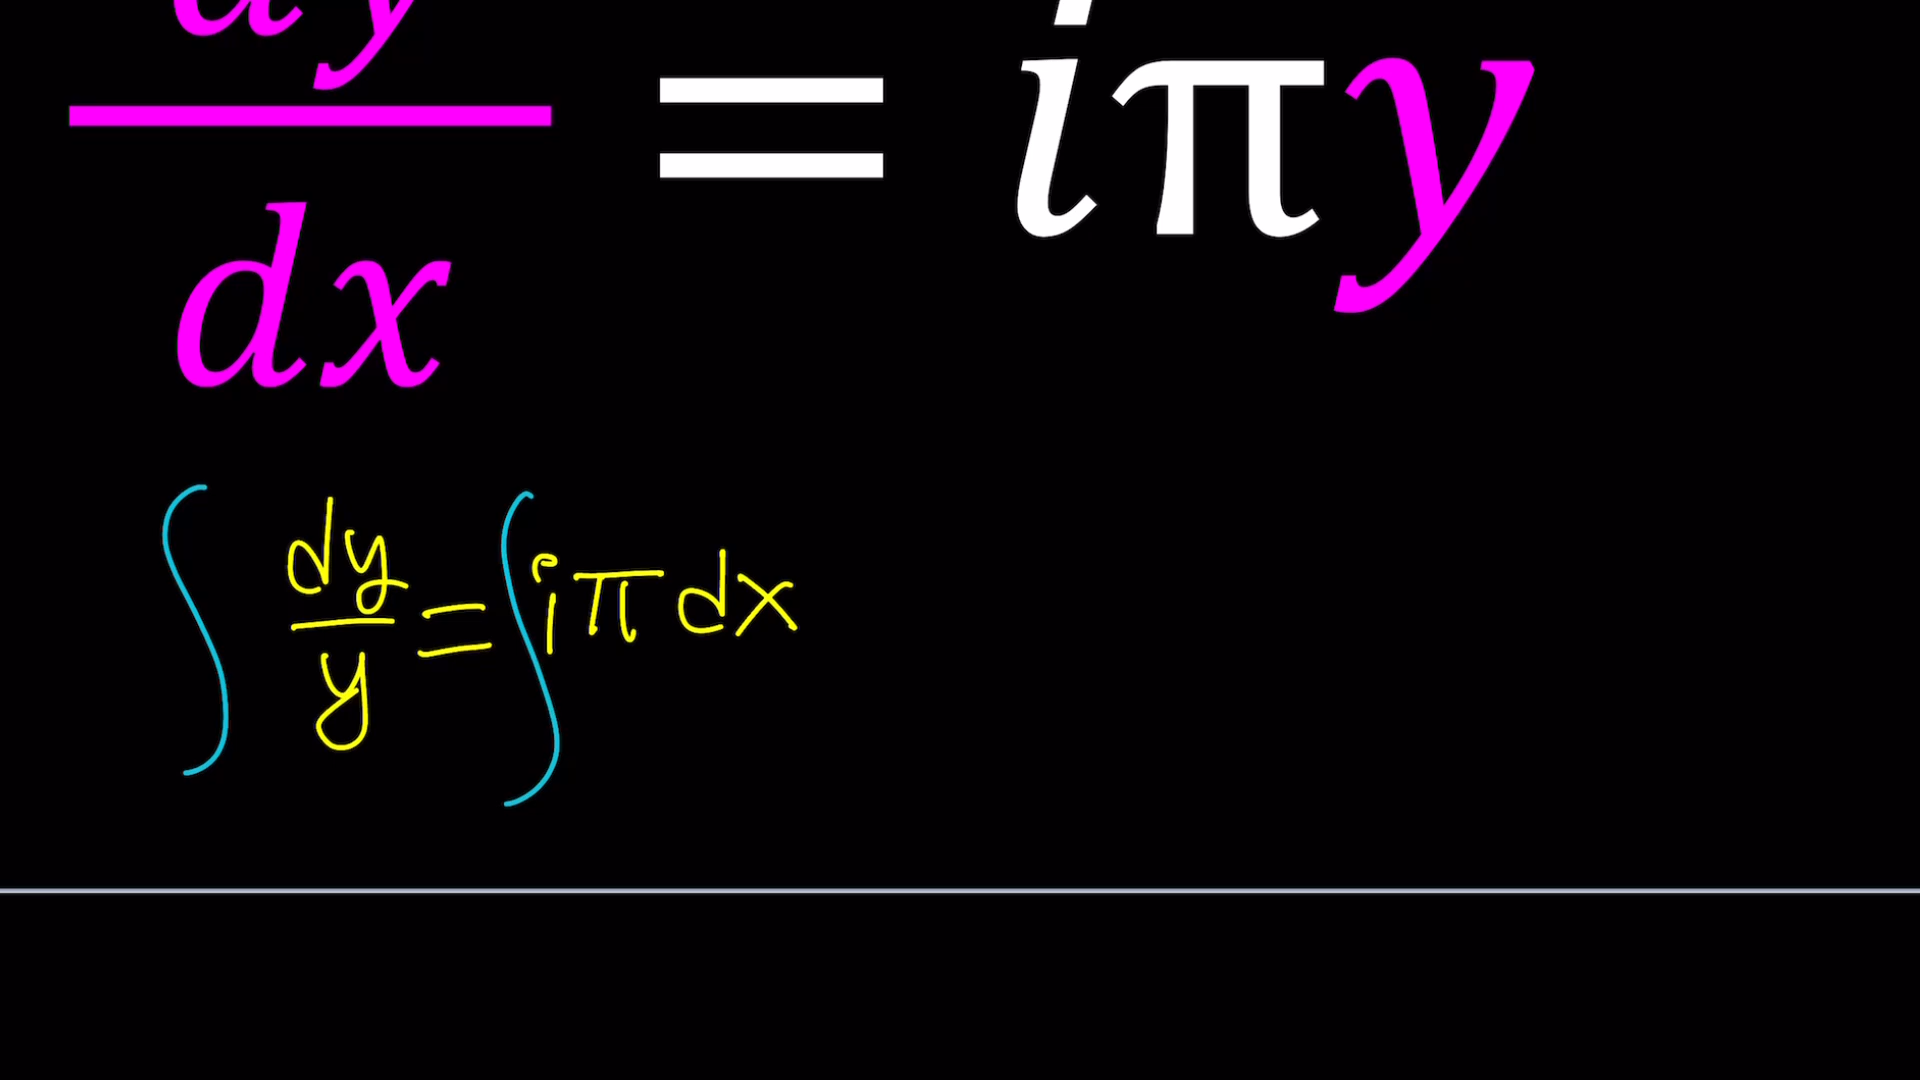 dy/dx = iπy
∫ dy/y = ∫ iπ dx